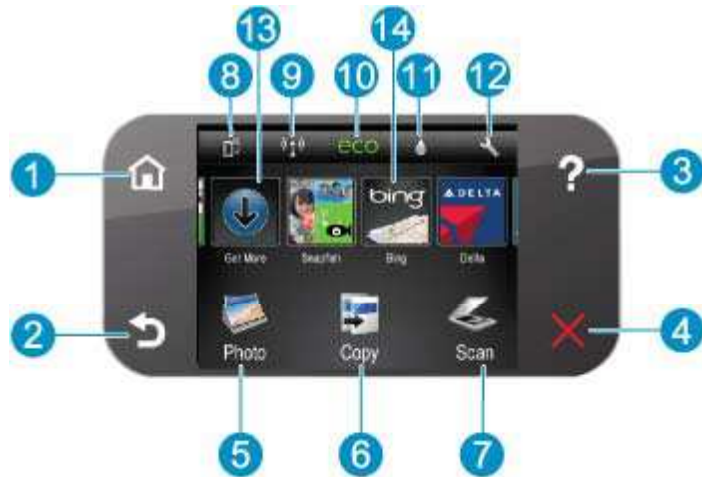 13 14
8 9 10 11 12
eco
1 3
bing DELTA
Get More Snapfish Bing Delta
2 4
Photo Copy Scan
5 6 7